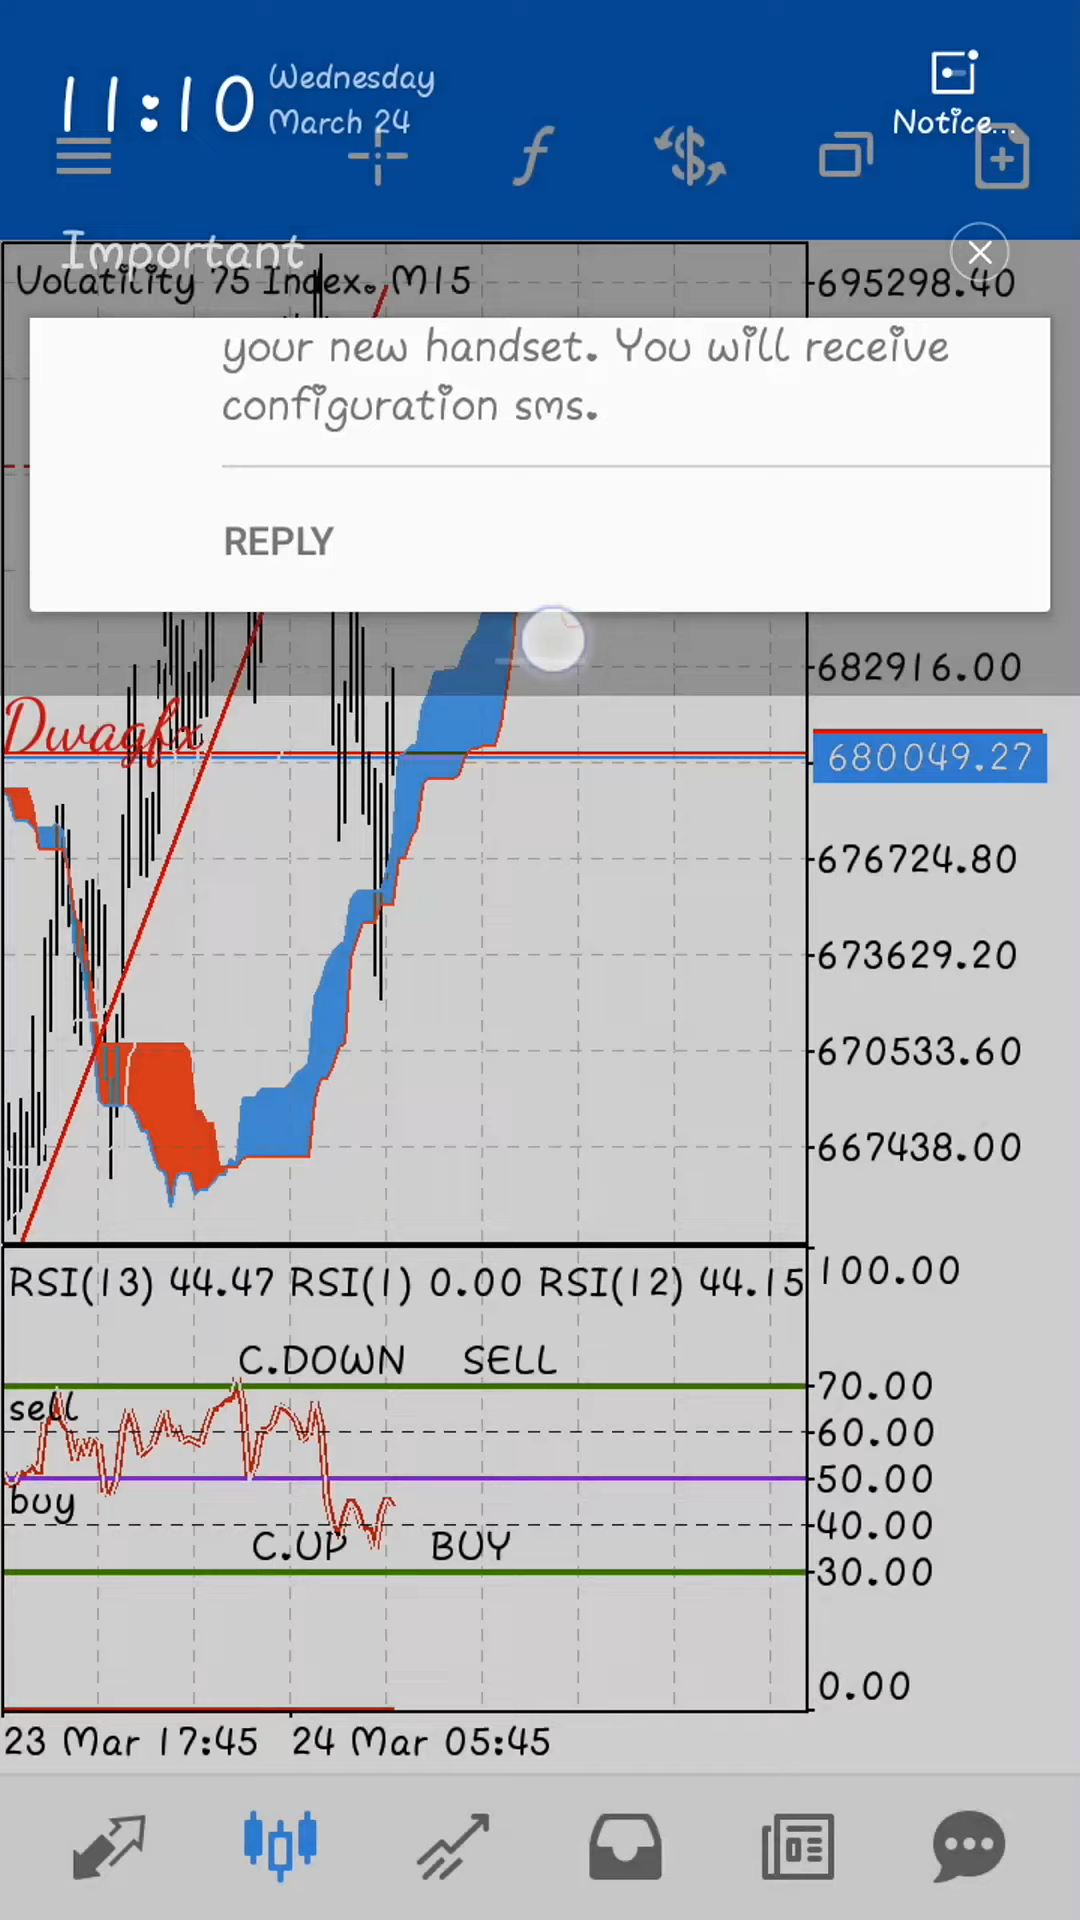 11:10
Wednesday
March 24
Notice...
Important
Volatility 75 Index. M15
695298.40
your new handset. You will receive
configuration sms.
REPLY
682916.00
Dwagfx
680049.27
676724.80
673629.20
670533.60
667438.00
RSI(13) 44.47 RSI(1) 0.00 RSI(12) 44.15
100.00
C.DOWN SELL
70.00
sell
60.00
50.00
buy
40.00
C.UP BUY
30.00
0.00
23 Mar 17:45 24 Mar 05:45